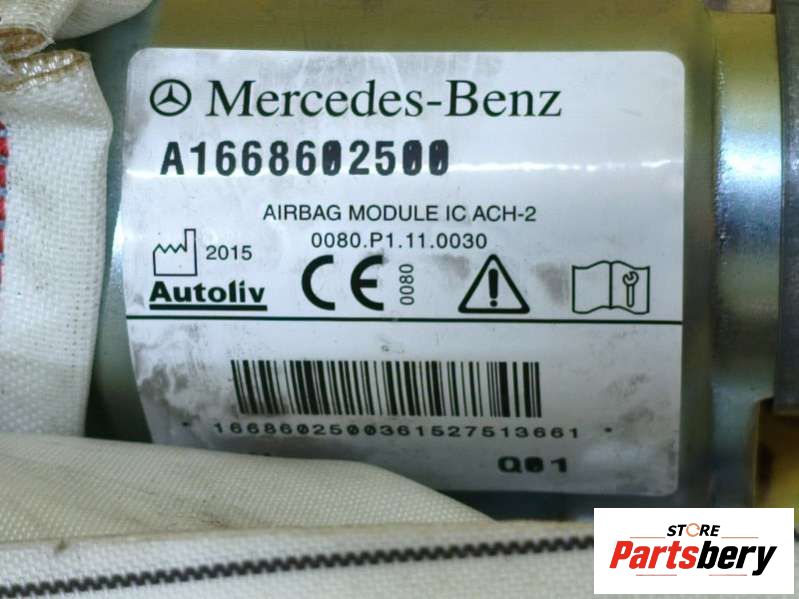 Mercedes-Benz
A1668602500
AIRBAG MODULE IC ACH-2
0080.P1.11.0030
2015
Autoliv
CE 0080
* 1668602500361527513661 *
Q01
STORE
Partsbery